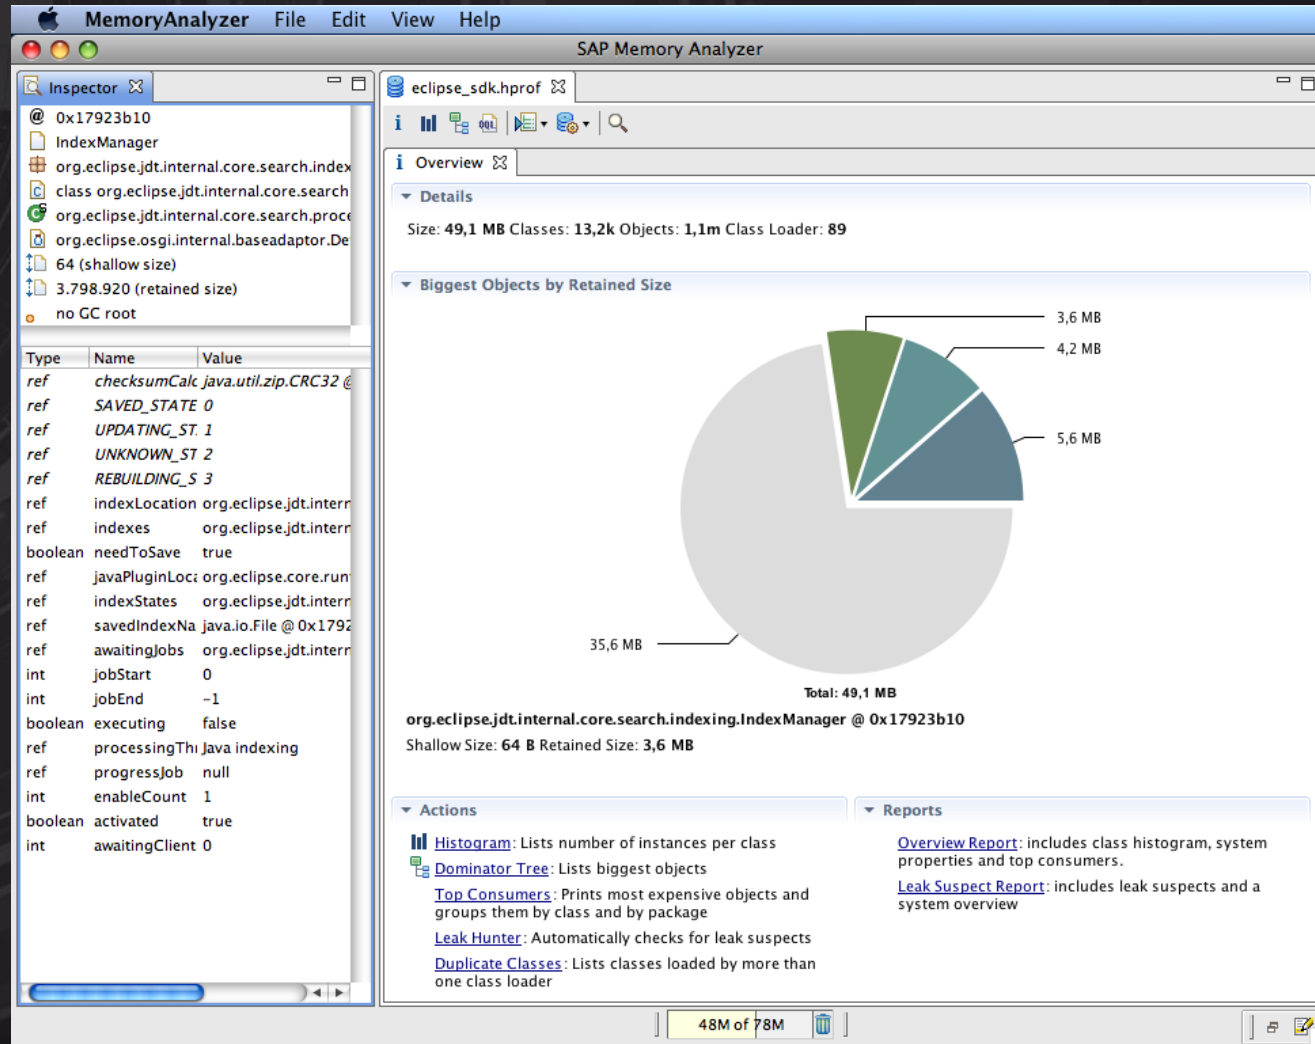 MemoryAnalyzer File Edit View Help
SAP Memory Analyzer
Inspector
@ 0x17923b10
IndexManager
org.eclipse.jdt.internal.core.search.index
class org.eclipse.jdt.internal.core.search
org.eclipse.jdt.internal.core.search.proce
org.eclipse.osgi.internal.baseadaptor.De
64 (shallow size)
3.798.920 (retained size)
no GC root
Type Name Value
ref checksumCalc java.util.zip.CRC32 @
ref SAVED_STATE 0
ref UPDATING_ST. 1
ref UNKNOWN_ST 2
ref REBUILDING_S 3
ref indexLocation org.eclipse.jdt.intern
ref indexes org.eclipse.jdt.intern
boolean needToSave true
ref javaPluginLoca org.eclipse.core.run
ref indexStates org.eclipse.jdt.intern
ref savedIndexNa java.io.File @ 0x1792
ref awaitingJobs org.eclipse.jdt.intern
int jobStart 0
int jobEnd -1
boolean executing false
ref processingThr Java indexing
ref progressJob null
int enableCount 1
boolean activated true
int awaitingClient 0
eclipse_sdk.hprof
i OQL
i Overview
Details
Size: 49,1 MB Classes: 13,2k Objects: 1,1m Class Loader: 89
Biggest Objects by Retained Size
3,6 MB
4,2 MB
5,6 MB
35,6 MB
Total: 49,1 MB
org.eclipse.jdt.internal.core.search.indexing.IndexManager @ 0x17923b10
Shallow Size: 64 B Retained Size: 3,6 MB
Actions
Histogram: Lists number of instances per class
Dominator Tree: Lists biggest objects
Top Consumers: Prints most expensive objects and
groups them by class and by package
Leak Hunter: Automatically checks for leak suspects
Duplicate Classes: Lists classes loaded by more than
one class loader
Reports
Overview Report: includes class histogram, system
properties and top consumers.
Leak Suspect Report: includes leak suspects and a
system overview
48M of 78M